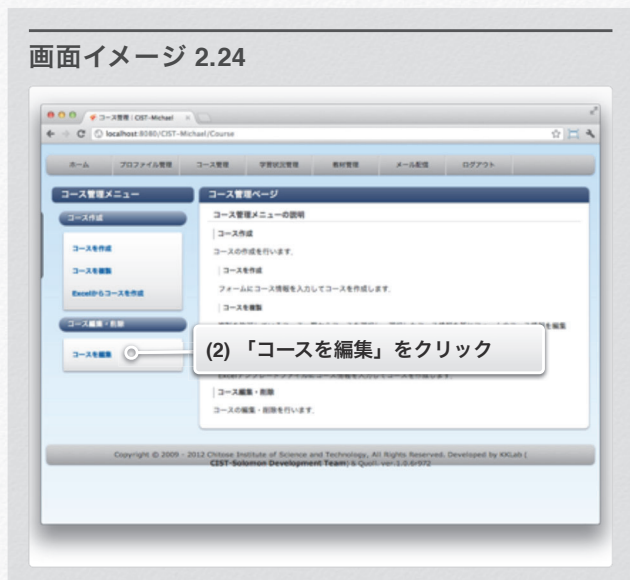 画面イメージ 2.24
コース管理 | CIST-Michael
localhost:8080/CIST-Michael/Course
ホーム プロファイル管理 コース管理 学習状況管理 教材管理 メール配信 ログアウト
コース管理メニュー
コース作成
コースを作成
コースを複製
Excelからコースを作成
コース編集・削除
コースを編集
コース管理ページ
コース管理メニューの説明
コース作成
コースの作成を行います.
コースを作成
フォームにコース情報を入力してコースを作成します.
コースを複製
(2) 「コースを編集」をクリック
コース編集・削除
コースの編集・削除を行います.
Copyright © 2009 - 2012 Chitose Institute of Science and Technology, All Rights Reserved. Developed by KKLab (
CIST-Solomon Development Team) & Quoll. ver.1.0.6r972